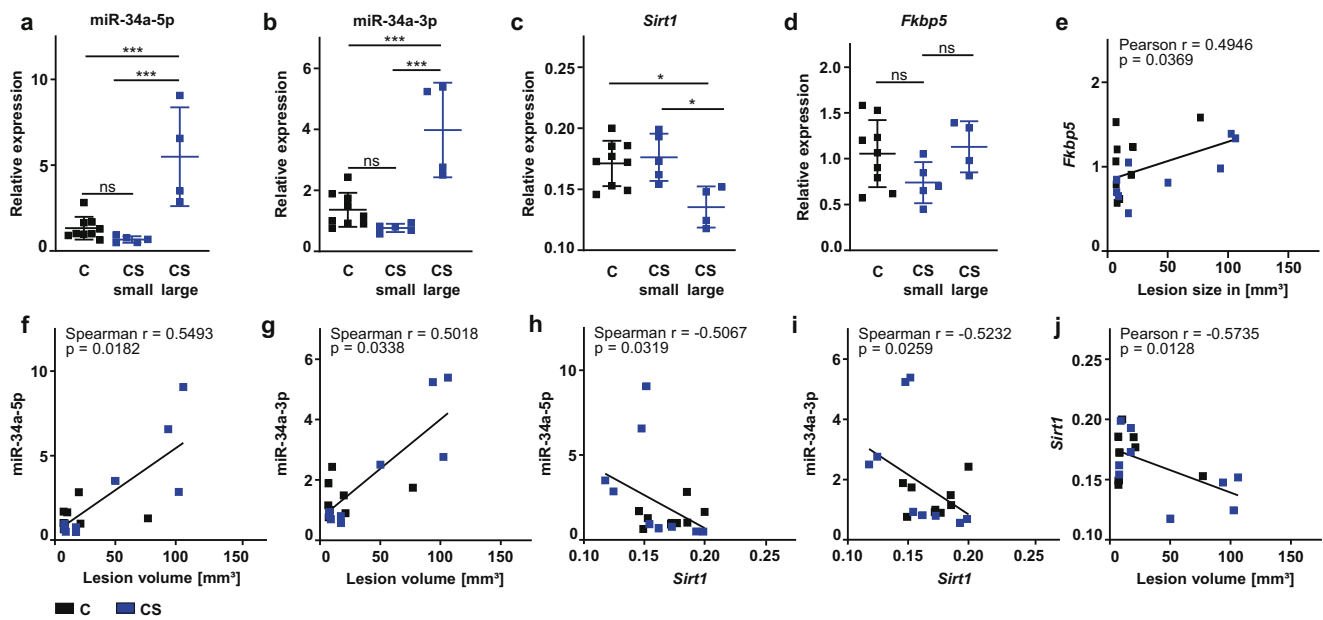 a
miR-34a-5p
Relative expression
10
5
0
***
***
ns
C
CS
small
CS
large
b
miR-34a-3p
Relative expression
6
4
2
0
***
***
ns
C
CS
small
CS
large
c
Sirt1
Relative expression
0.25
0.20
0.15
0.10
*
*
C
CS
small
CS
large
d
Fkbp5
Relative expression
2.0
1.5
1.0
0.5
0.0
ns
ns
C
CS
small
CS
large
e
Pearson r = 0.4946
p = 0.0369
Fkbp5
2
1
0
0
50
100
150
Lesion size in [mm³]
f
Spearman r = 0.5493
p = 0.0182
miR-34a-5p
10
5
0
0
50
100
150
Lesion volume [mm³]
g
Spearman r = 0.5018
p = 0.0338
miR-34a-3p
6
4
2
0
0
50
100
150
Lesion volume [mm³]
h
Spearman r = -0.5067
p = 0.0319
miR-34a-5p
10
5
0
0.10
0.15
0.20
0.25
Sirt1
i
Spearman r = -0.5232
p = 0.0259
miR-34a-3p
6
4
2
0
0.10
0.15
0.20
0.25
Sirt1
j
Pearson r = -0.5735
p = 0.0128
Sirt1
0.25
0.20
0.15
0.10
0
50
100
150
Lesion volume [mm³]
C
CS